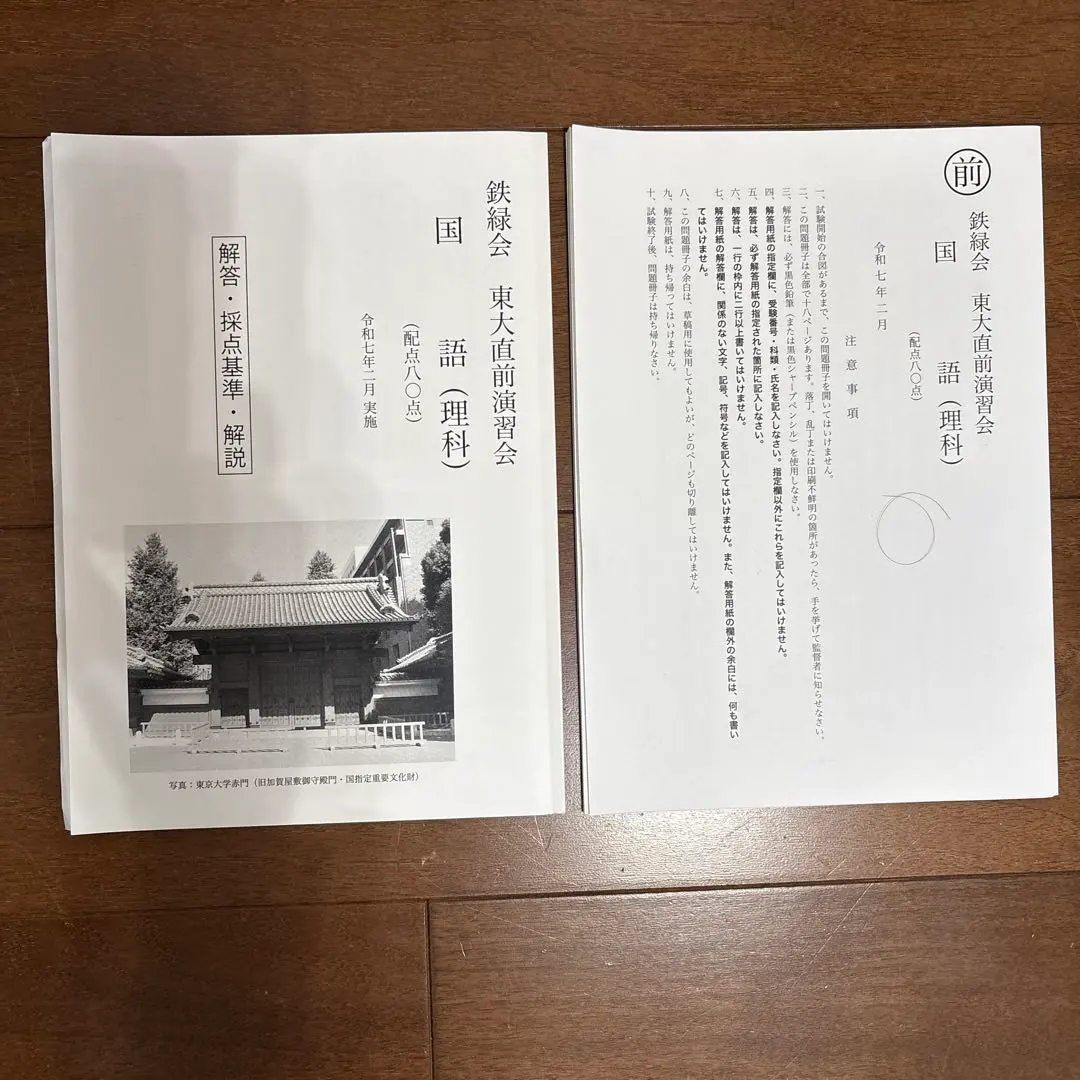 鉄緑会 東大直前演習会
国 語(理科)
(配点八〇点)
令和七年二月 実施
解答・採点基準・解説
写真:東京大学赤門(旧加賀屋敷御守殿門・国指定重要文化財)
前
鉄緑会 東大直前演習会
国 語(理科)
(配点八〇点)
令和七年二月
注 意 事 項
一、試験開始の合図があるまで、この問題冊子を開いてはいけません。
二、この問題冊子は全部で十八ページあります。落丁、乱丁または印刷不鮮明の箇所があったら、手を挙げて監督者に知らせなさい。
三、解答には、必ず黒色鉛筆(または黒色シャープペンシル)を使用しなさい。
四、解答用紙の指定欄に、受験番号・科類・氏名を記入しなさい。指定欄以外にこれらを記入してはいけません。
五、解答は、必ず解答用紙の指定された箇所に記入しなさい。
六、解答は、一行の枠内に二行以上書いてはいけません。
七、解答用紙の解答欄に、関係のない文字、記号、符号などを記入してはいけません。また、解答用紙の欄外の余白には、何も書い
てはいけません。
八、この問題冊子の余白は、草稿用に使用してもよいが、どのページも切り離してはいけません。
九、解答用紙は、持ち帰ってはいけません。
十、試験終了後、問題冊子は持ち帰りなさい。